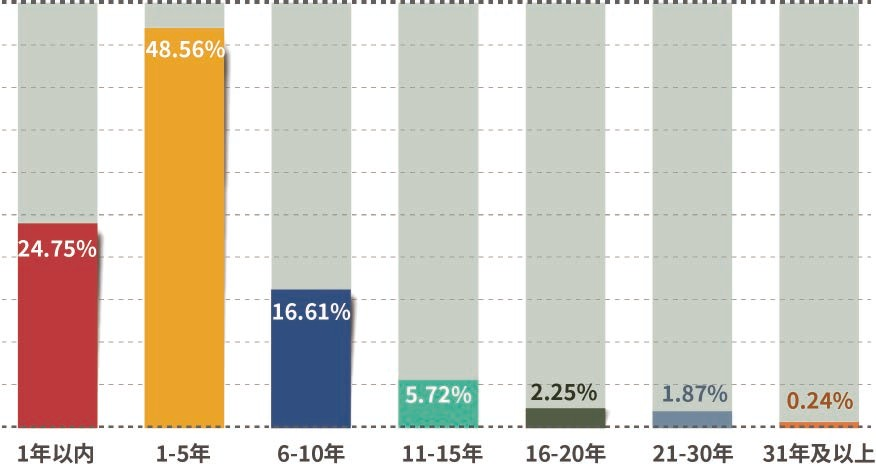 48.56%
24.75%
16.61%
5.72%
2.25%
1.87%
0.24%
1年以内
1-5年
6-10年
11-15年
16-20年
21-30年
31年及以上